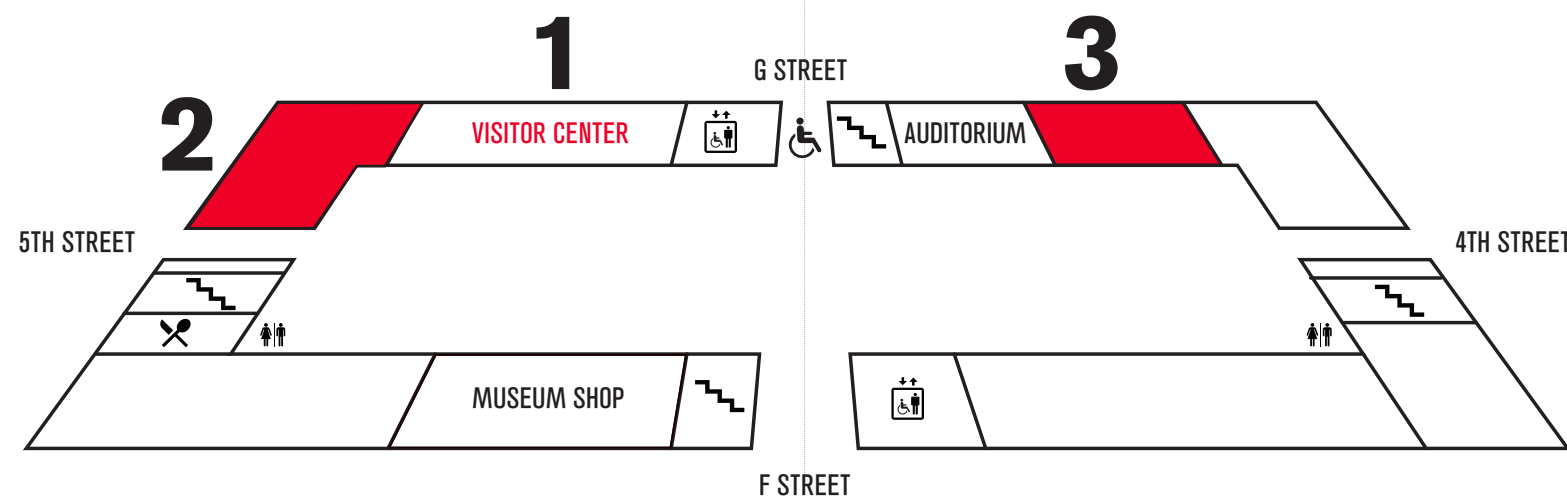 1
3
G STREET
2
VISITOR CENTER
AUDITORIUM
5TH STREET
4TH STREET
MUSEUM SHOP
F STREET